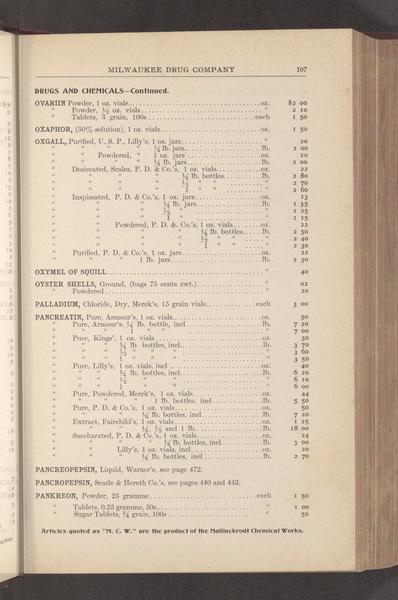 MILWAUKEE DRUG COMPANY 107
DRUGS AND CHEMICALS—Continued.
OVARIIN Powder, 1 oz. vials. oz. $2 00
" Powder, ½ oz. vials " 2 10
" Tablets, 3 grain, 100s each 1 50
OXAPHOR, (50% solution), 1 oz. vials. oz. 1 50
OXGALL, Purified, U. S. P., Lilly's, 1 oz. jars " 20
" " " " ¼ lb. jars. lb. 2 00
" " Powdered, " 1 oz. jars oz. 20
" " " " ¼ lb. jars lb. 2 00
" Desiccated, Scales, P. D. & Co.'s, 1 oz. vials oz. 22
" " " " ¼ lb. bottles. lb. 2 80
" " " " ½ " " " 2 70
" " " " 1 " " " 2 60
" Inspissated, P. D. & Co.'s, 1 oz. jars oz. 13
" " " ¼ lb. jars lb. 1 35
" " " ½ " " 1 25
" " " 1 " " 1 15
" " Powdered, P. D. &. Co.'s, 1 oz. vials. oz. 22
" " " " ¼ lb. bottles. lb. 2 50
" " " " ½ " " " 2 40
" " " " 1 " " " 2 30
" Purified, P. D. & Co.'s, 1 oz. jars oz. 22
" " " 1 lb. jars lb. 2 30
OXYMEL OF SQUILL " 40
OYSTER SHELLS, Ground, (bags 75 cents cwt.) " 02
" Powdered " 20
PALLADIUM, Chloride, Dry, Merck's, 15 grain vials each 3 00
PANCREATIN, Pure, Armour's, 1 oz. vials. oz. 50
" Pure, Armour's, ¼ lb. bottle, incl lb. 7 20
" " " 1 " " " 7 00
" Pure, Kings', 1 oz. vials oz. 30
" " " ¼ lb. bottles, incl. lb. 3 70
" " " ½ " " " " 3 60
" " " 1 " " " " 3 50
" Pure, Lilly's, 1 oz. vials, incl oz. 40
" " " ¼ lb. bottles, incl. lb. 6 20
" " " ½ " " " 6 10
" " " 1 " " " 6 00
" Pure, Powdered, Merck's, 1 oz. vials oz. 44
" " " " 1 lb. bottles, incl lb. 5 50
" Pure, P. D. & Co.'s, 1 oz. vials oz. 50
" " " ¼ lb. bottles, incl lb. 7 20
" Extract, Fairchild's, 1 oz. vials oz. 1 25
" " " ¼, ½ and 1 lb. lb. 18 00
" Saccharated, P. D. & Co.'s, 1 oz. vials oz. 24
" " " ¼ lb. bottles, incl lb. 3 00
" " Lilly's, 1 oz. vials, incl oz. 20
" " " ¼ lb. bottles, incl lb. 2 70
PANCREOPEPSIN, Liquid, Warner's, see page 472.
PANCROPEPSIN, Searle & Hereth Co.'s, see pages 440 and 443.
PANKREON, Powder, 25 gramme each 1 50
" Tablets, 0.25 gramme, 50s. " 1 00
" Sugar Tablets, ¾ grain, 100s " 50
Articles quoted as "M. C. W." are the product of the Mallinckrodt Chemical Works.